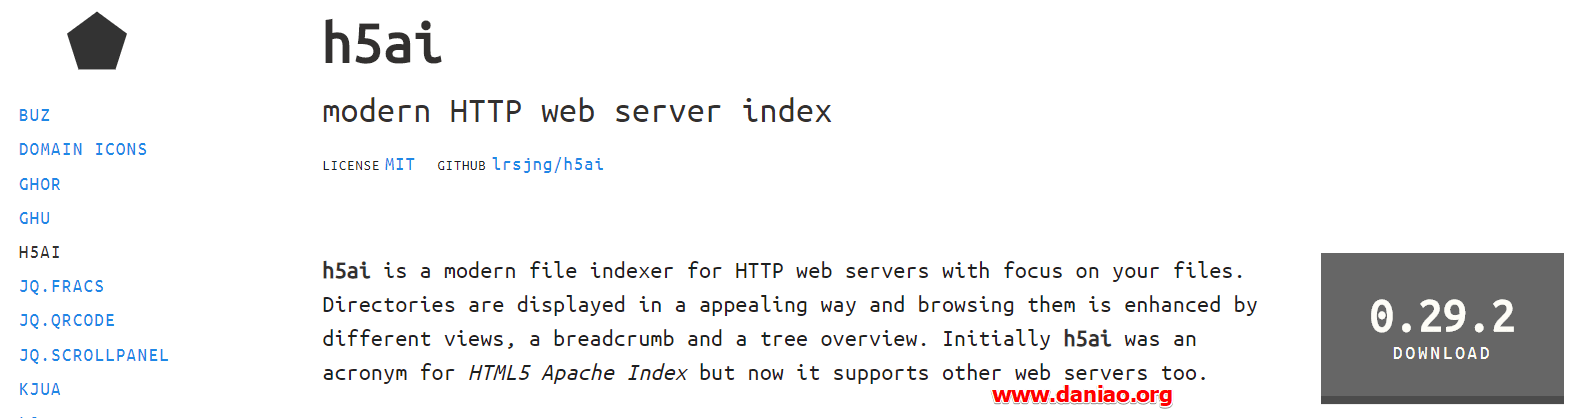 h5ai
modern HTTP web server index
LICENSE MIT GITHUB lrsjng/h5ai
BUZ
DOMAIN ICONS
GHOR
GHU
H5AI
JQ.FRACS
JQ.QRCODE
JQ.SCROLLPANEL
KJUA
h5ai is a modern file indexer for HTTP web servers with focus on your files.
Directories are displayed in a appealing way and browsing them is enhanced by
different views, a breadcrumb and a tree overview. Initially h5ai was an
acronym for HTML5 Apache Index but now it supports other web servers too.
www.daniao.org
0.29.2
DOWNLOAD